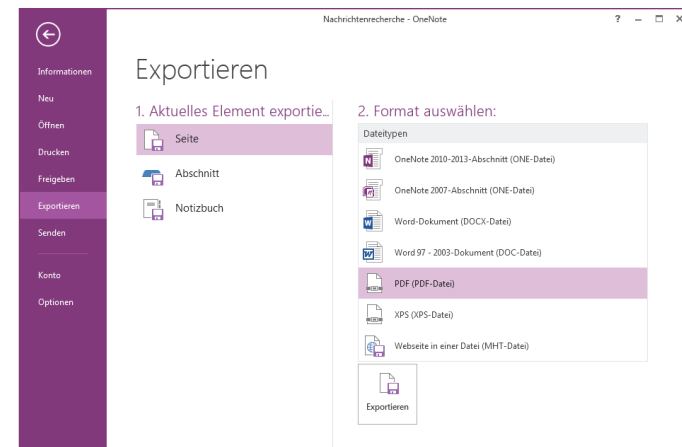 Nachrichtenrecherche - OneNote
Informationen
Neu
Öffnen
Drucken
Freigeben
Exportieren
Senden
Konto
Optionen
Exportieren
1. Aktuelles Element exportie...
Seite
Abschnitt
Notizbuch
2. Format auswählen:
Dateitypen
OneNote 2010-2013-Abschnitt (ONE-Datei)
OneNote 2007-Abschnitt (ONE-Datei)
Word-Dokument (DOCX-Datei)
Word 97 - 2003-Dokument (DOC-Datei)
PDF (PDF-Datei)
XPS (XPS-Datei)
Webseite in einer Datei (MHT-Datei)
Exportieren